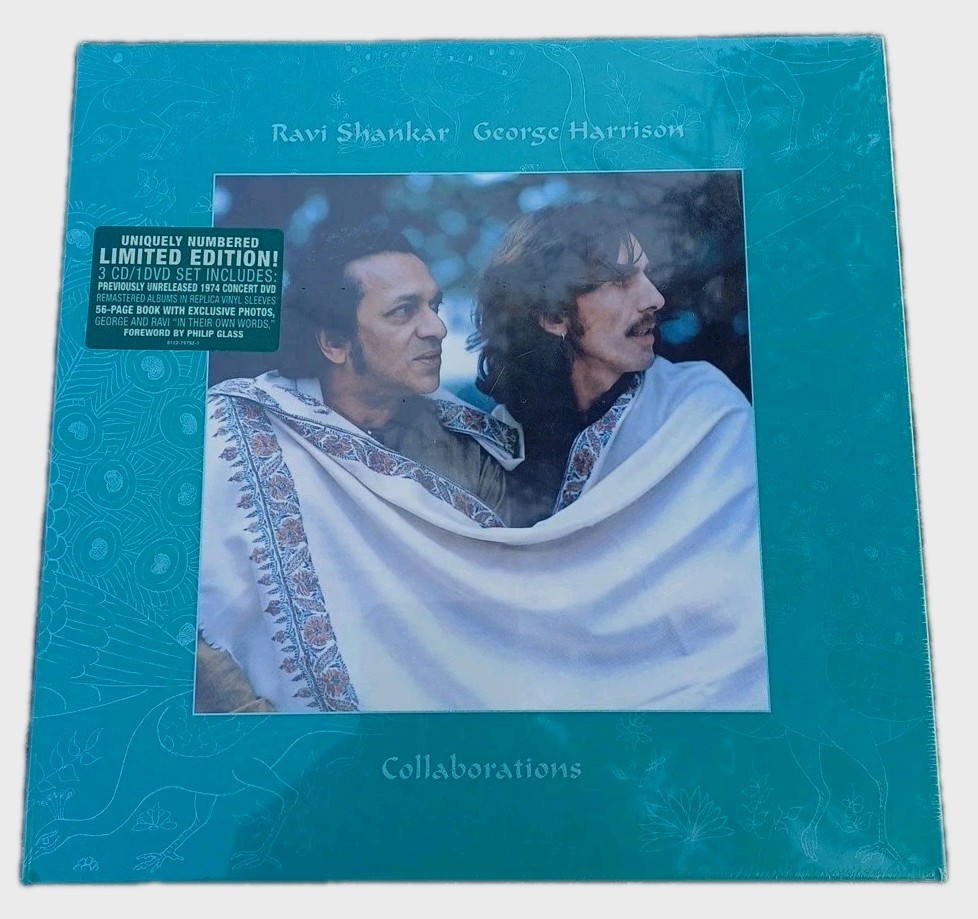 Ravi Shankar George Harrison
UNIQUELY NUMBERED
LIMITED EDITION!
3 CD/1DVD SET INCLUDES:
PREVIOUSLY UNRELEASED 1974 CONCERT DVD
REMASTERED ALBUMS IN REPLICA VINYL SLEEVES
56-PAGE BOOK WITH EXCLUSIVE PHOTOS,
GEORGE AND RAVI "IN THEIR OWN WORDS,"
FOREWORD BY PHILIP GLASS
Collaborations